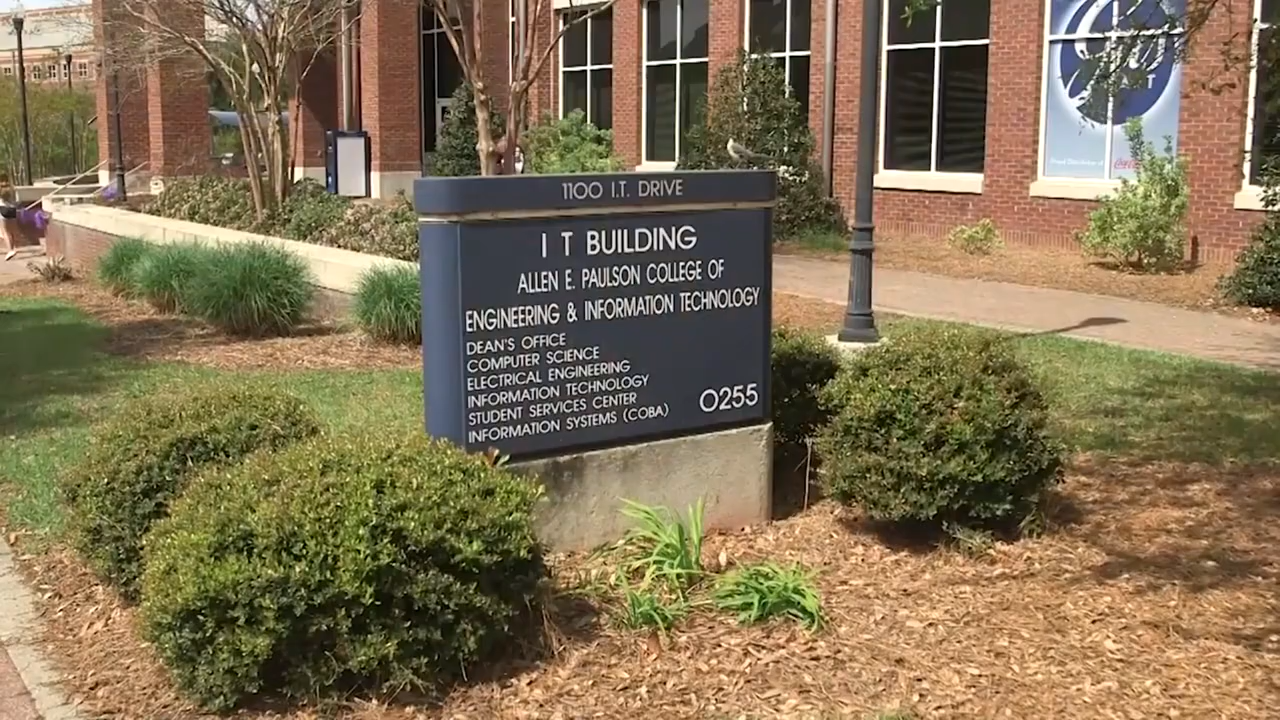 1100 I.T. DRIVE
I T BUILDING
ALLEN E. PAULSON COLLEGE OF
ENGINEERING & INFORMATION TECHNOLOGY
DEAN'S OFFICE
COMPUTER SCIENCE
ELECTRICAL ENGINEERING
INFORMATION TECHNOLOGY
STUDENT SERVICES CENTER
INFORMATION SYSTEMS (COBA)
0255